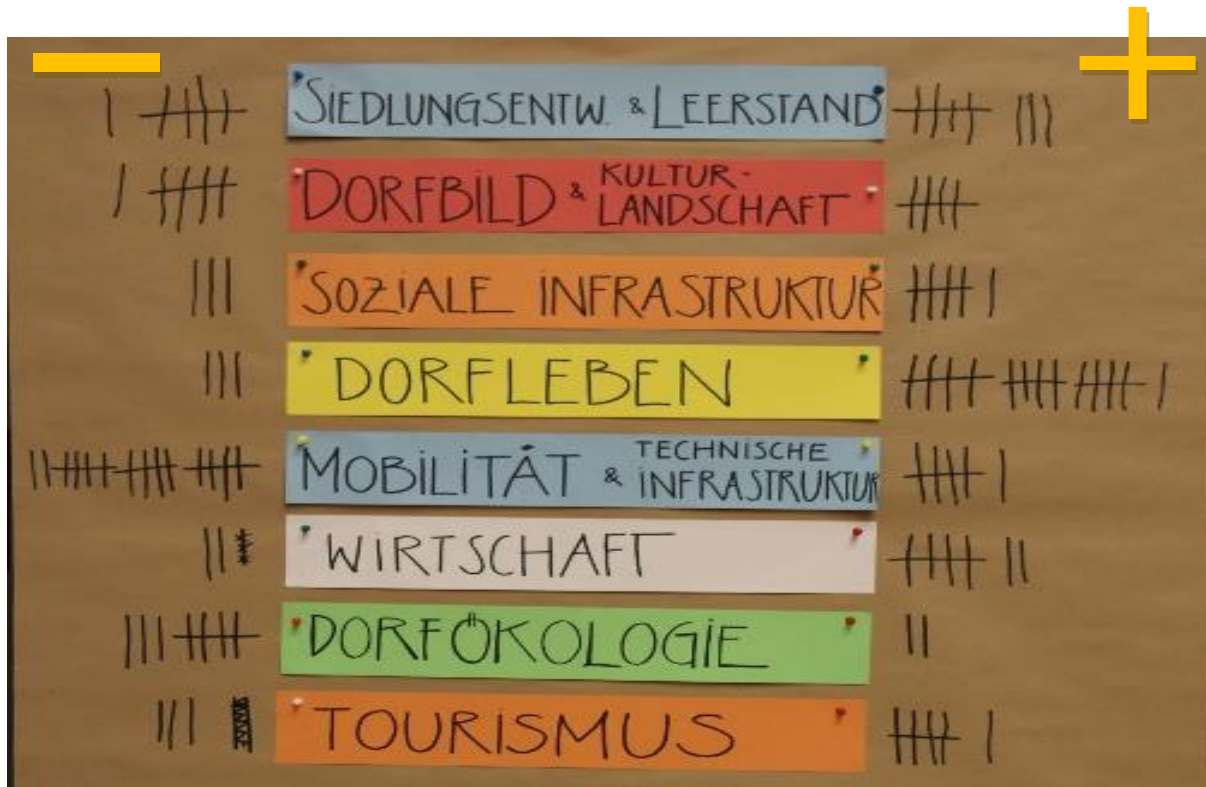 SIEDLUNGSENTW. & LEERSTAND
DORFBILD & KULTUR-
LANDSCHAFT
SOZIALE INFRASTRUKTUR
DORFLEBEN
MOBILITÄT & TECHNISCHE
INFRASTRUKTUR
WIRTSCHAFT
DORFÖKOLOGIE
TOURISMUS